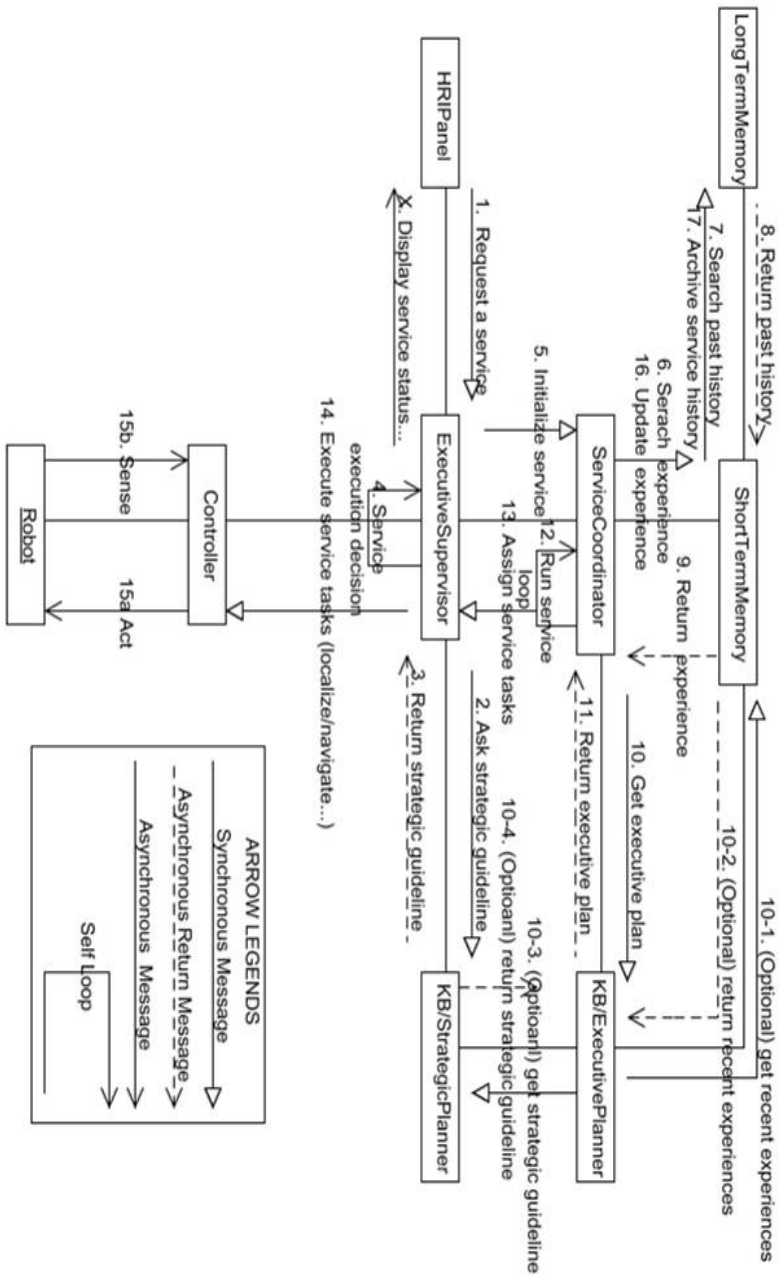 10-1. (Optional) get recent experiences
8. Return past history
10-2. (Optional) return recent experiences
LongTermMemory
ShortTermMemory
7. Search past history
17. Archive service history
9. Return experience
6. Serach experience
16. Update experience
10. Get executive plan
ServiceCoordinator
KB/ExecutivePlanner
11. Return executive plan
5. Initialize service
12. Run service
loop
13. Assign service tasks
10-3. (Optioanl) get strategic guideline
10-4. (Optioanl) return strategic guideline
1. Request a service
2. Ask strategic guideline
HRIPanel
ExecutiveSupervisor
KB/StrategicPlanner
X. Display service status...
3. Return strategic guideline
4. Service
execution decision
14. Execute service tasks (localize/navigate...)
Controller
15b. Sense
15a Act
Robot
ARROW LEGENDS
Synchronous Message
Asynchronous Return Message
Asynchronous Message
Self Loop